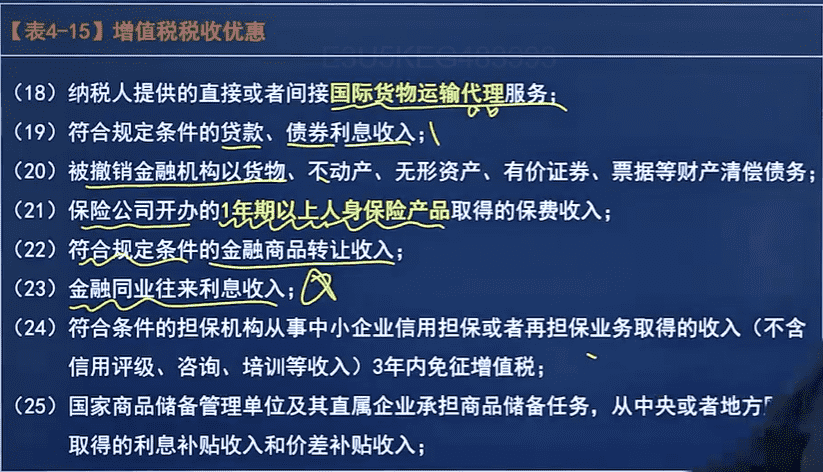 【表4-15】增值税税收优惠
(18) 纳税人提供的直接或者间接国际货物运输代理服务；
(19) 符合规定条件的贷款、债券利息收入；
(20) 被撤销金融机构以货物、不动产、无形资产、有价证券、票据等财产清偿债务；
(21) 保险公司开办的1年期以上人身保险产品取得的保费收入；
(22) 符合规定条件的金融商品转让收入；
(23) 金融同业往来利息收入；
(24) 符合条件的担保机构从事中小企业信用担保或者再担保业务取得的收入（不含
信用评级、咨询、培训等收入）3年内免征增值税；
(25) 国家商品储备管理单位及其直属企业承担商品储备任务，从中央或者地方
取得的利息补贴收入和价差补贴收入；